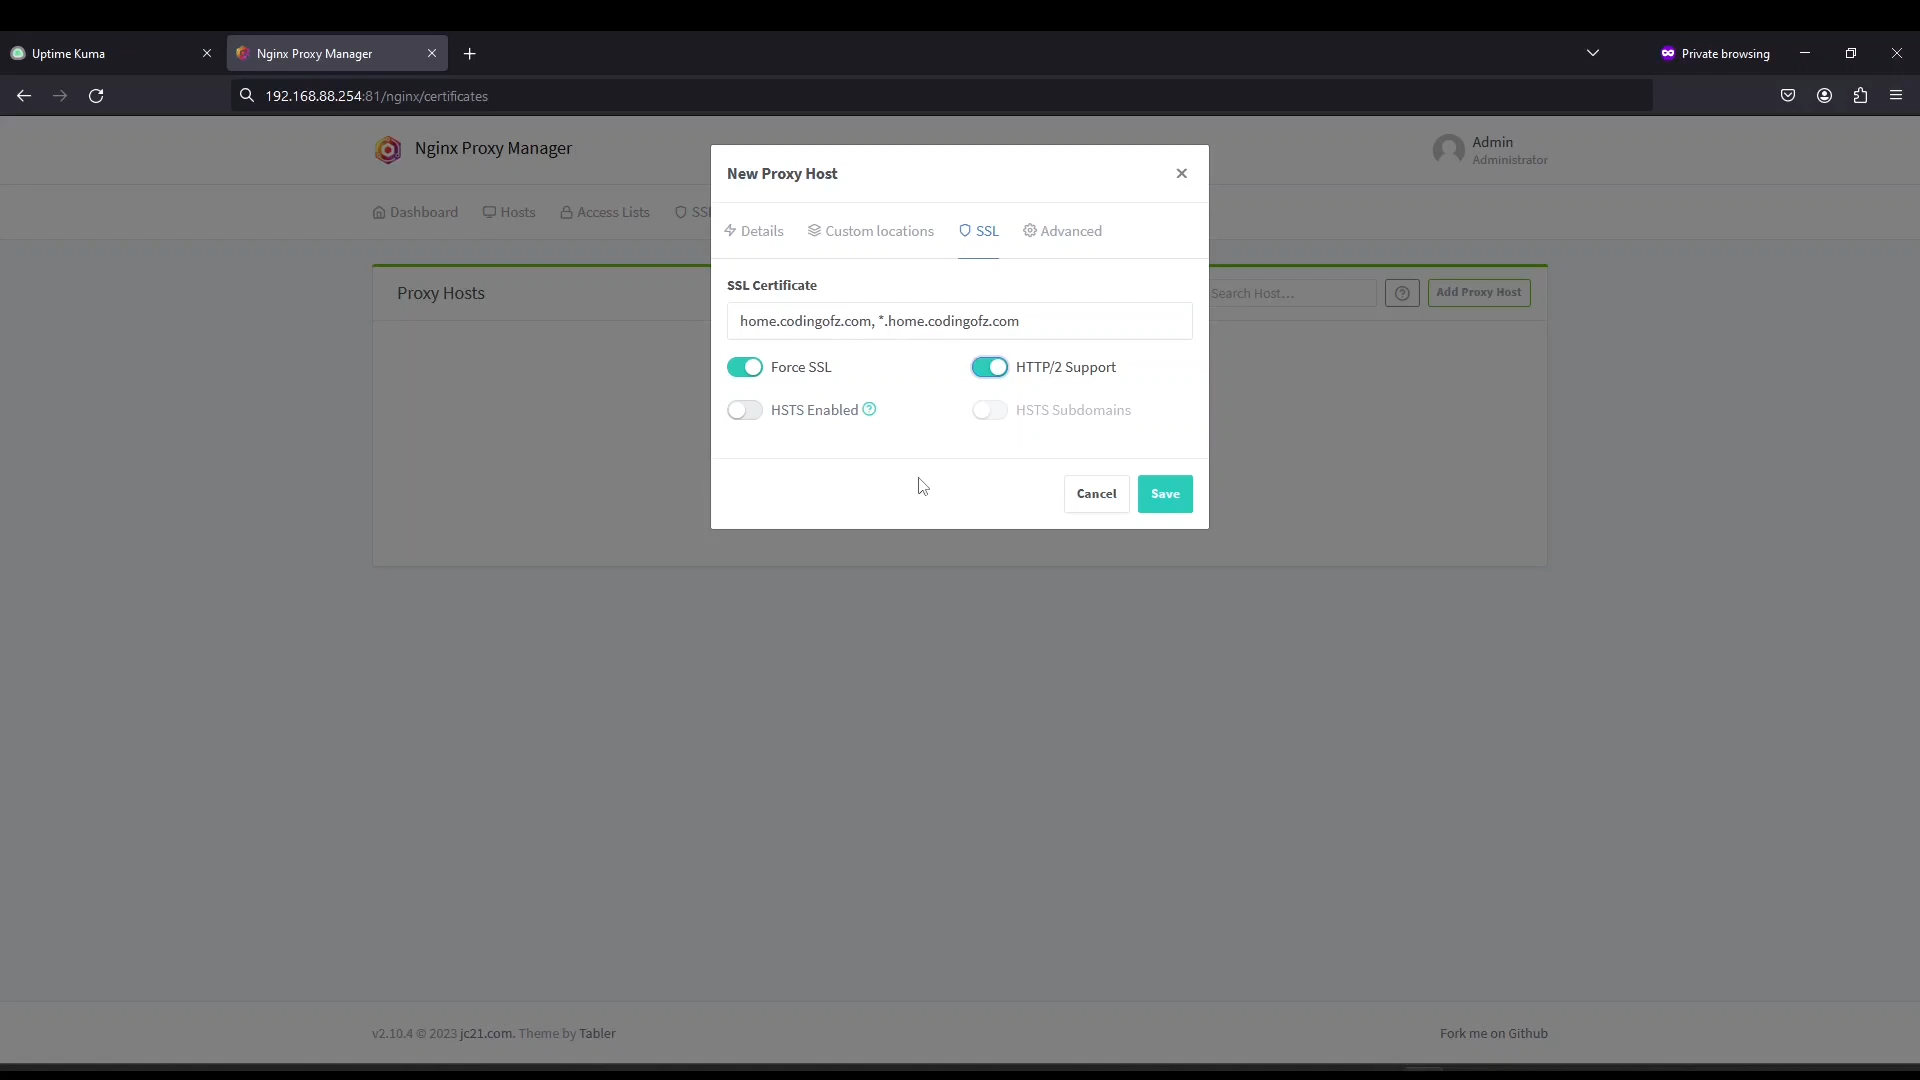 Uptime Kuma
Nginx Proxy Manager
Private browsing
192.168.88.254:81/nginx/certificates
Nginx Proxy Manager
Admin
Administrator
Dashboard Hosts Access Lists SS
New Proxy Host
Details Custom locations SSL Advanced
Proxy Hosts
Search Host...
Add Proxy Host
SSL Certificate
home.codingofz.com, *.home.codingofz.com
Force SSL HTTP/2 Support
HSTS Enabled HSTS Subdomains
Cancel Save
v2.10.4 © 2023 jc21.com. Theme by Tabler
Fork me on Github